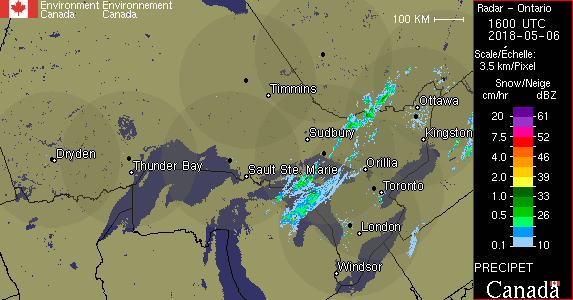 Environment Environnement
Canada Canada
100 KM
Timmins
Ottawa
Sudbury
Kingston
Dryden
Thunder Bay
Sault Ste. Marie
Orillia
Toronto
London
Windsor
Radar - Ontario
1600 UTC
2018-05-06
Scale/Échelle:
3.5 km/Pixel
Snow/Neige
cm/hr dBZ
20 61
7.5 52
4.0 46
2.0 39
1.0 33
0.5 26
0.1 10
PRECIPET
Canada